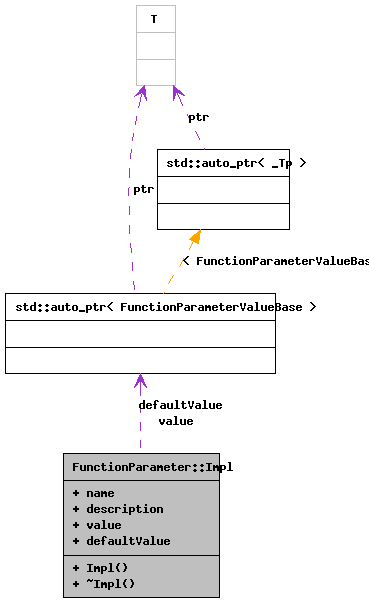 T
ptr
std::auto_ptr< _Tp >
ptr
< FunctionParameterValueBas
std::auto_ptr< FunctionParameterValueBase >
defaultValue
value
FunctionParameter::Impl
+ name
+ description
+ value
+ defaultValue
+ Impl()
+ ~Impl()